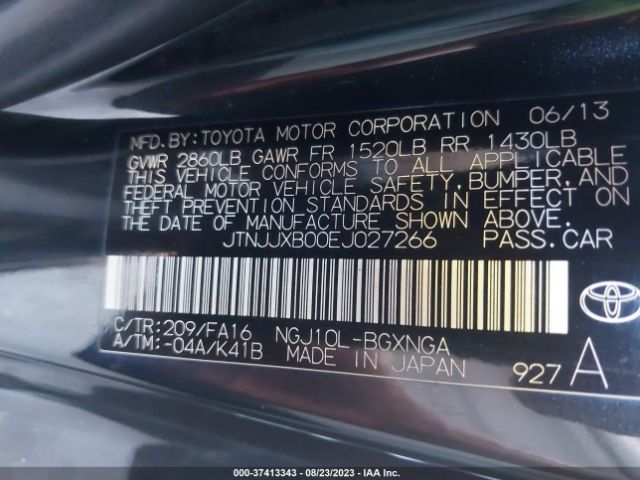 MFD.BY:TOYOTA MOTOR CORPORATION 06/13
GVWR 2860LB GAWR FR 1520LB RR 1430LB
THIS VEHICLE CONFORMS TO ALL APPLICABLE
FEDERAL MOTOR VEHICLE SAFETY,BUMPER,AND
THEFT PREVENTION STANDARDS IN EFFECT ON
THE DATE OF MANUFACTURE SHOWN ABOVE.
JTNJJXB00EJ027266 PASS.CAR
C/TR:209/FA16 NGJ10L-BGXNGA
A/TM:-04A/K41B MADE IN JAPAN 927 A
000-37413343 — 08/23/2023 — IAA Inc.